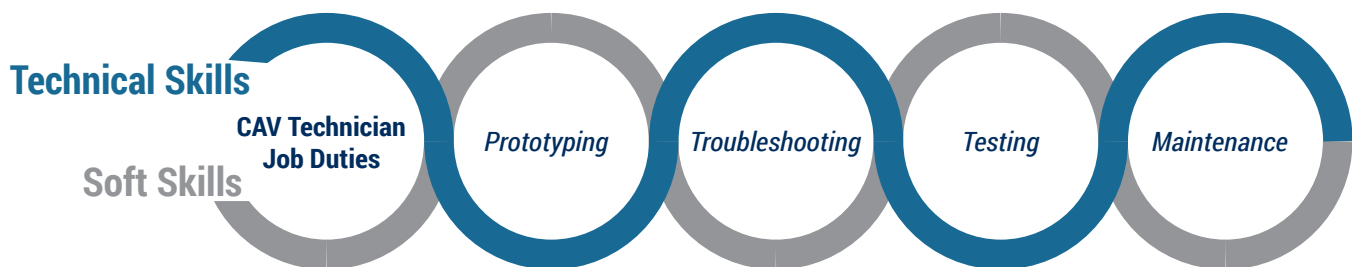 Technical Skills
Soft Skills
CAV Technician
Job Duties
Prototyping
Troubleshooting
Testing
Maintenance